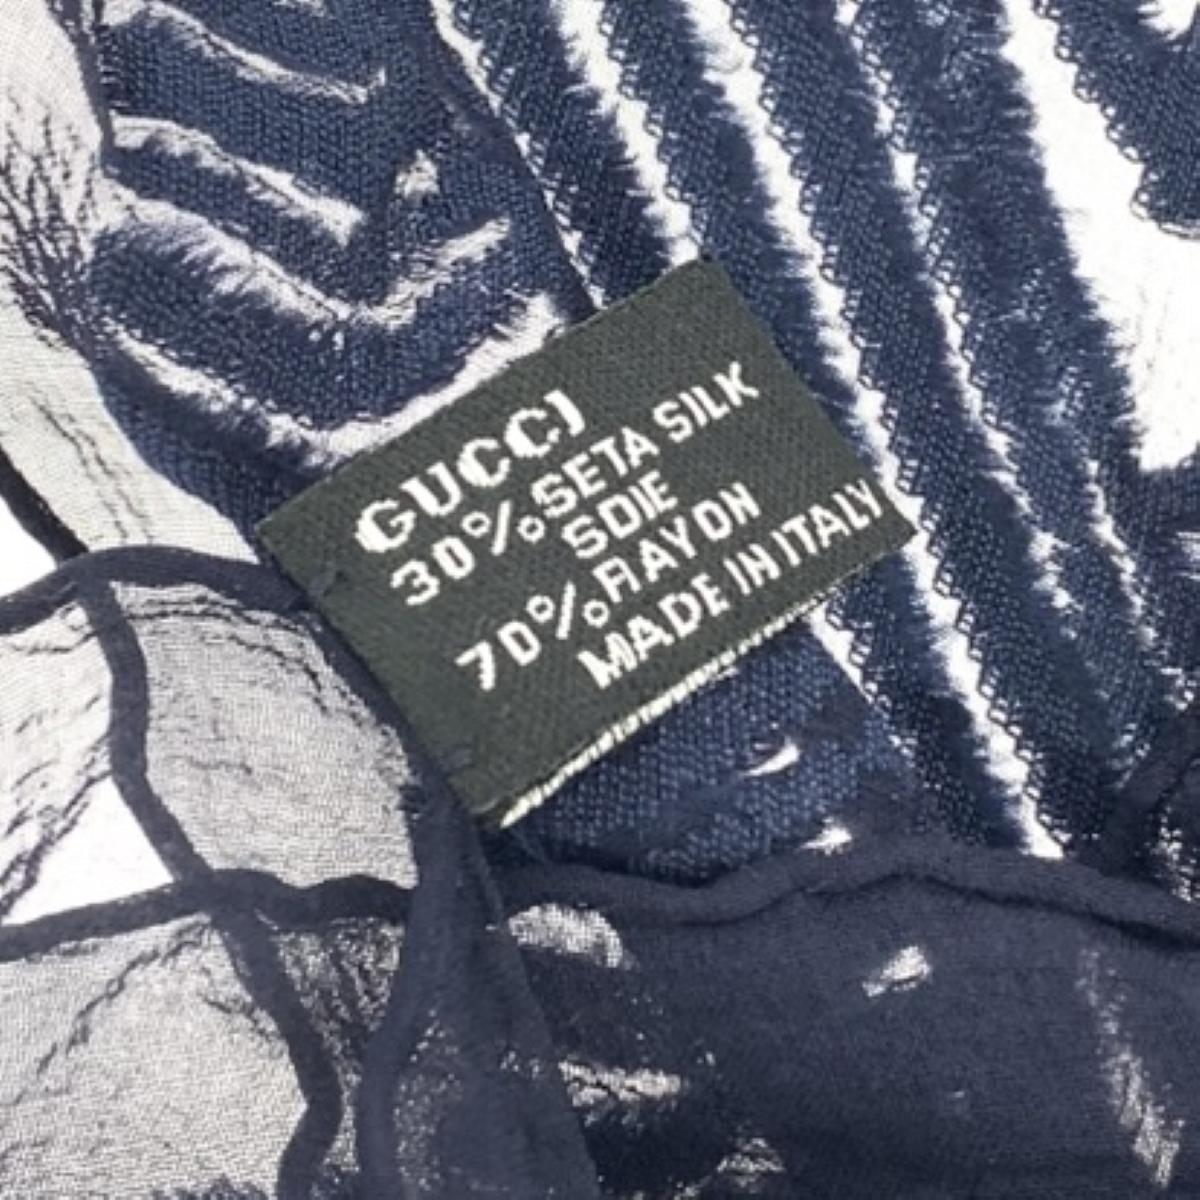 GUCCI
30% SETA SILK
SOIE
70% RAYON
MADE IN ITALY